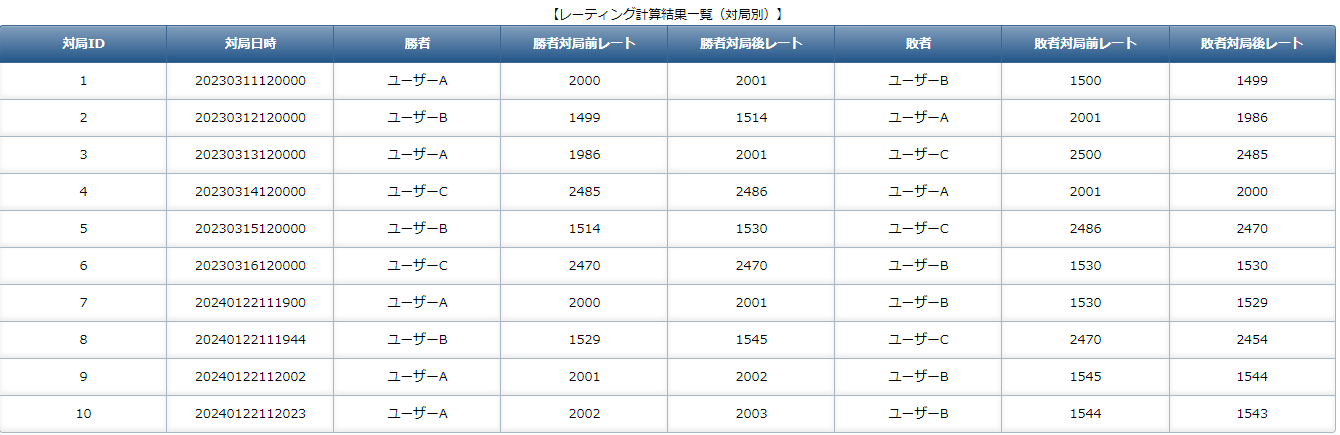 【レーティング計算結果一覧（対局別）】
対局ID 対局日時 勝者 勝者対局前レート 勝者対局後レート 敗者 敗者対局前レート 敗者対局後レート
1 20230311120000 ユーザーA 2000 2001 ユーザーB 1500 1499
2 20230312120000 ユーザーB 1499 1514 ユーザーA 2001 1986
3 20230313120000 ユーザーA 1986 2001 ユーザーC 2500 2485
4 20230314120000 ユーザーC 2485 2486 ユーザーA 2001 2000
5 20230315120000 ユーザーB 1514 1530 ユーザーC 2486 2470
6 20230316120000 ユーザーC 2470 2470 ユーザーB 1530 1530
7 20240122111900 ユーザーA 2000 2001 ユーザーB 1530 1529
8 20240122111944 ユーザーB 1529 1545 ユーザーC 2470 2454
9 20240122112002 ユーザーA 2001 2002 ユーザーB 1545 1544
10 20240122112023 ユーザーA 2002 2003 ユーザーB 1544 1543